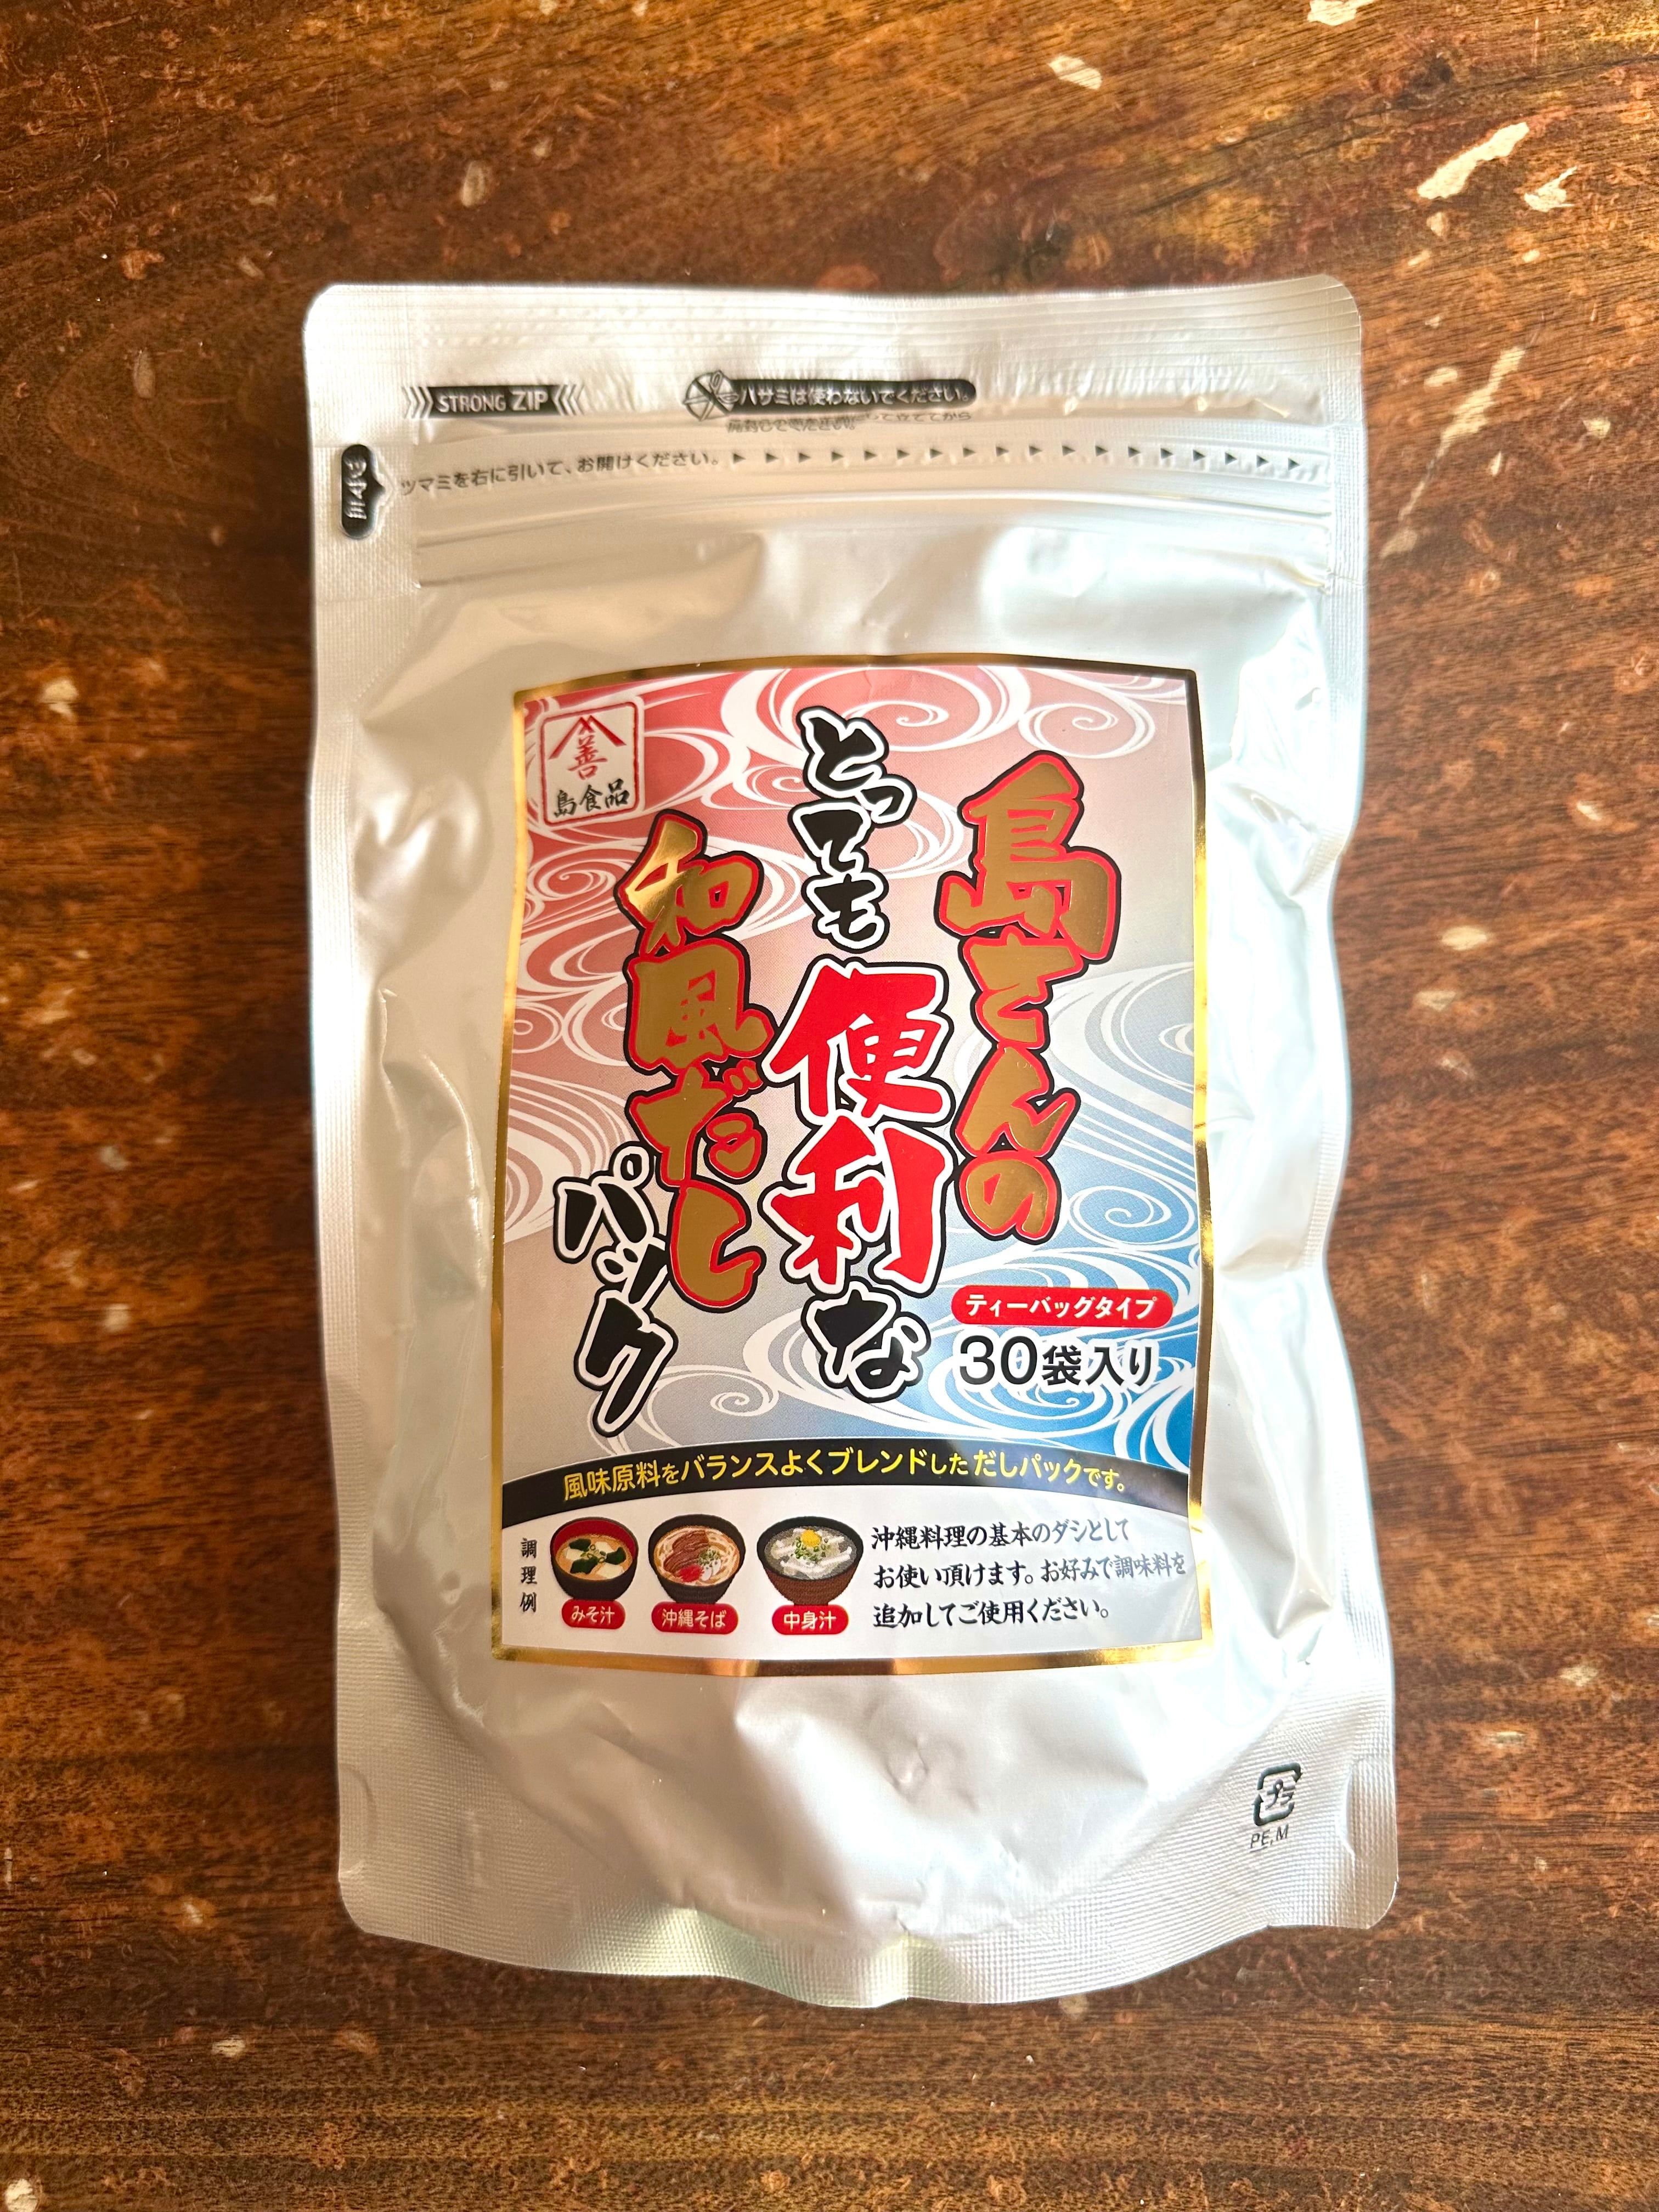 STRONG ZIP
ハサミは使わないでください。
ツマミ
ツマミを右に引いて、お開けください。
善
島食品
島さんの
とっても便利な
和風だし
パック
ティーバッグタイプ
30袋入り
風味原料をバランスよくブレンドしただしパックです。
調理例
みそ汁
沖縄そば
中身汁
沖縄料理の基本のダシとして
お使い頂けます。お好みで調味料を
追加してご使用ください。
プラ
PE,M